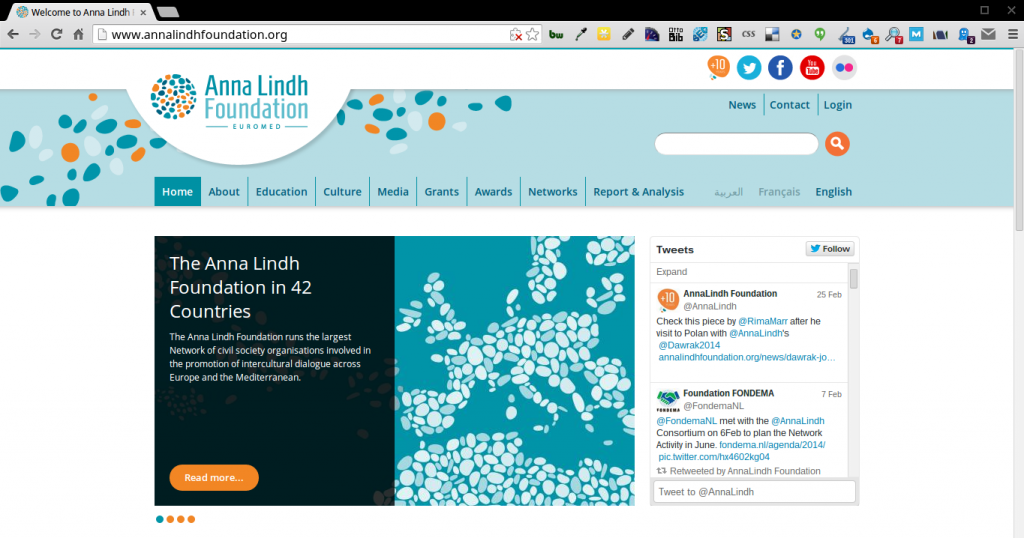 Welcome to Anna Lindh
www.annalindhfoundation.org
bw
OTTO
BiB
S
CSS
301
6
7
M
2
+10
You
Tube
Anna Lindh
Foundation
EUROMED
News
Contact
Login
Home
About
Education
Culture
Media
Grants
Awards
Networks
Report & Analysis
العربية
Français
English
The Anna Lindh
Foundation in 42
Countries
The Anna Lindh Foundation runs the largest
Network of civil society organisations involved in
the promotion of intercultural dialogue across
Europe and the Mediterranean.
Read more...
Tweets
Follow
Expand
+10
AnnaLindh Foundation
25 Feb
@AnnaLindh
Check this piece by @RimaMarr after he
visit to Polan with @AnnaLindh's
@Dawrak2014
annalindhfoundation.org/news/dawrak-jo…
Foundation FONDEMA
7 Feb
@FondemaNL
FONDEMA
@FondemaNL met with the @AnnaLindh
Consortium on 6Feb to plan the Network
Activity in June. fondema.nl/agenda/2014/
pic.twitter.com/hx4602kg04
Retweeted by AnnaLindh Foundation
Tweet to @AnnaLindh